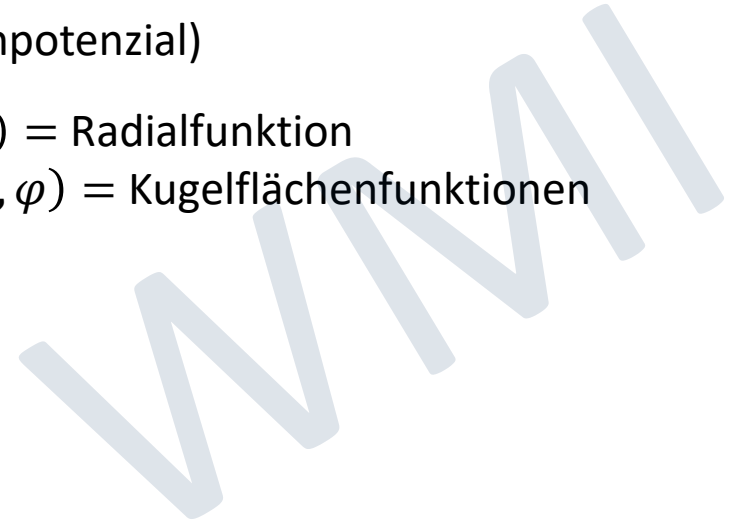 npotenzial)
) = Radialfunktion
, φ) = Kugelflächenfunktionen
WMI